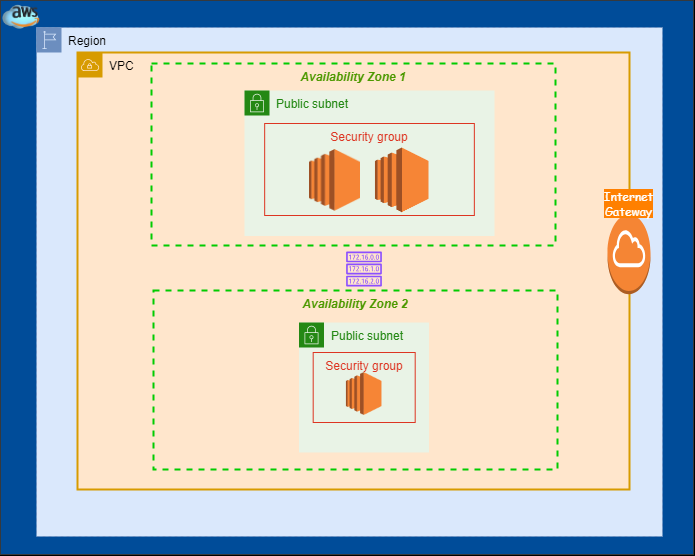 aws
Region
VPC
Availability Zone 1
Public subnet
Security group
Internet
Gateway
172.16.0.0
172.16.1.0
172.16.2.0
Availability Zone 2
Public subnet
Security group